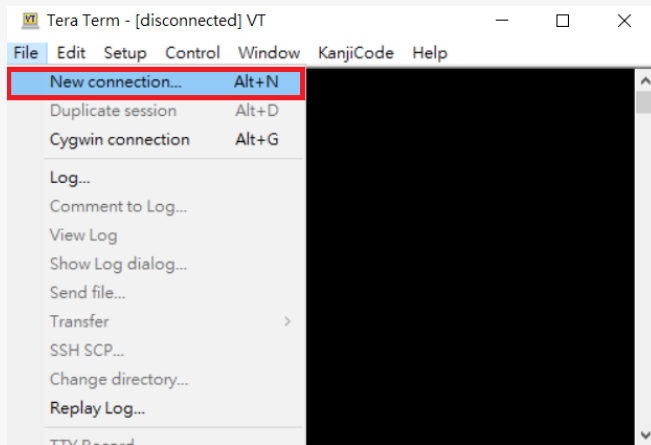 Tera Term - [disconnected] VT
File Edit Setup Control Window KanjiCode Help
New connection... Alt+N
Duplicate session Alt+D
Cygwin connection Alt+G
Log...
Comment to Log...
View Log
Show Log dialog...
Send file...
Transfer
SSH SCP...
Change directory...
Replay Log...
TTY Record